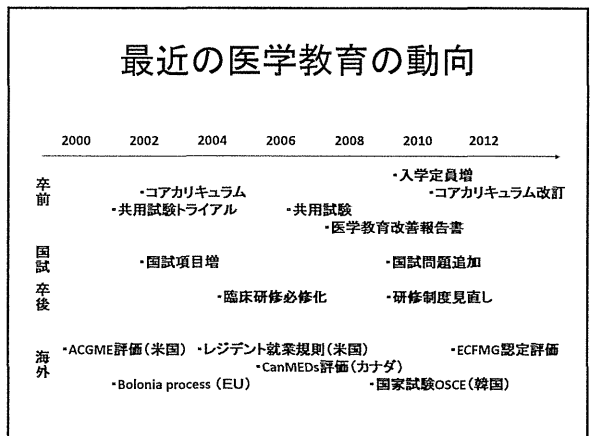 最近の医学教育の動向
2000 2002 2004 2006 2008 2010 2012
卒前
・入学定員増
・コアカリキュラム ・コアカリキュラム改訂
・共用試験トライアル ・共用試験
・医学教育改善報告書
国試
・国試項目増 ・国試問題追加
卒後
・臨床研修必修化 ・研修制度見直し
海外
・ACGME評価（米国） ・レジデント就業規則（米国） ・ECFMG認定評価
・CanMEDs評価（カナダ）
・Bolonia process （EU） ・国家試験OSCE（韓国）